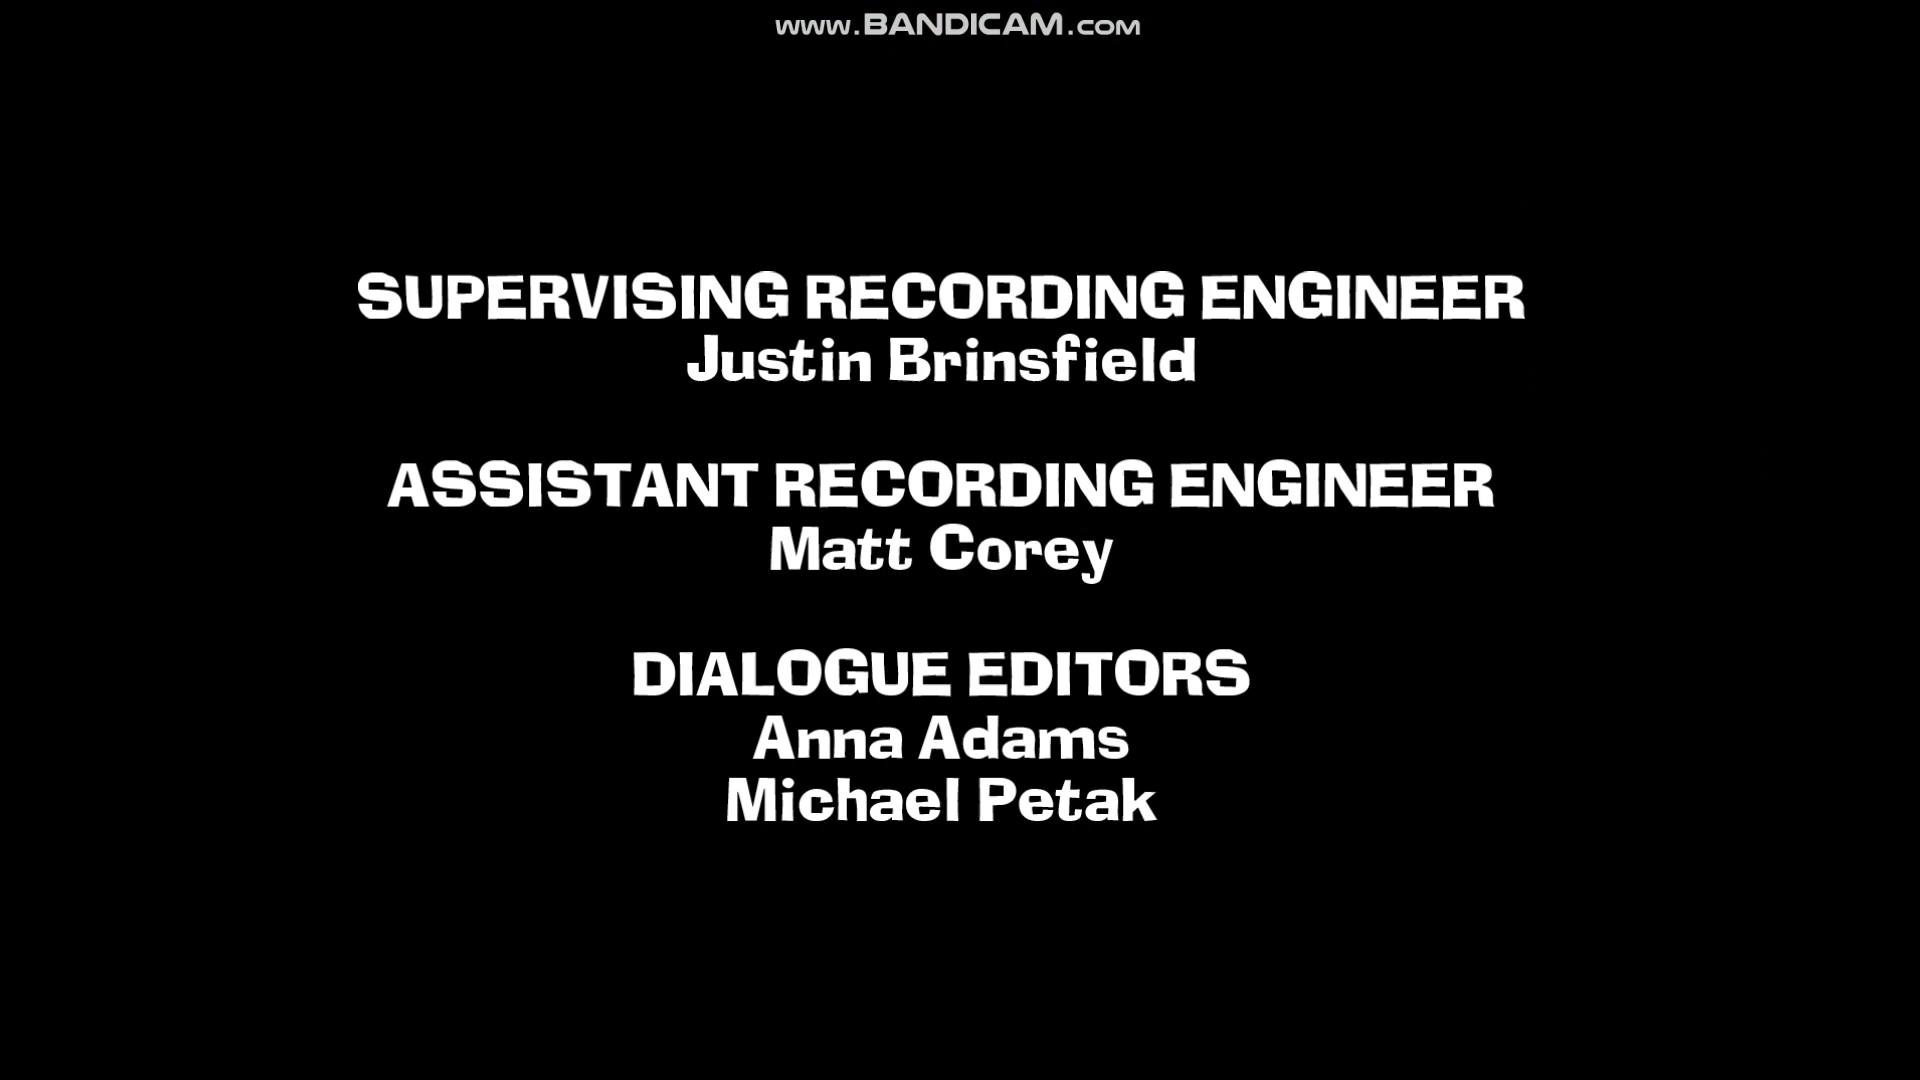 www.BANDICAM.com
SUPERVISING RECORDING ENGINEER
Justin Brinsfield
ASSISTANT RECORDING ENGINEER
Matt Corey
DIALOGUE EDITORS
Anna Adams
Michael Petak